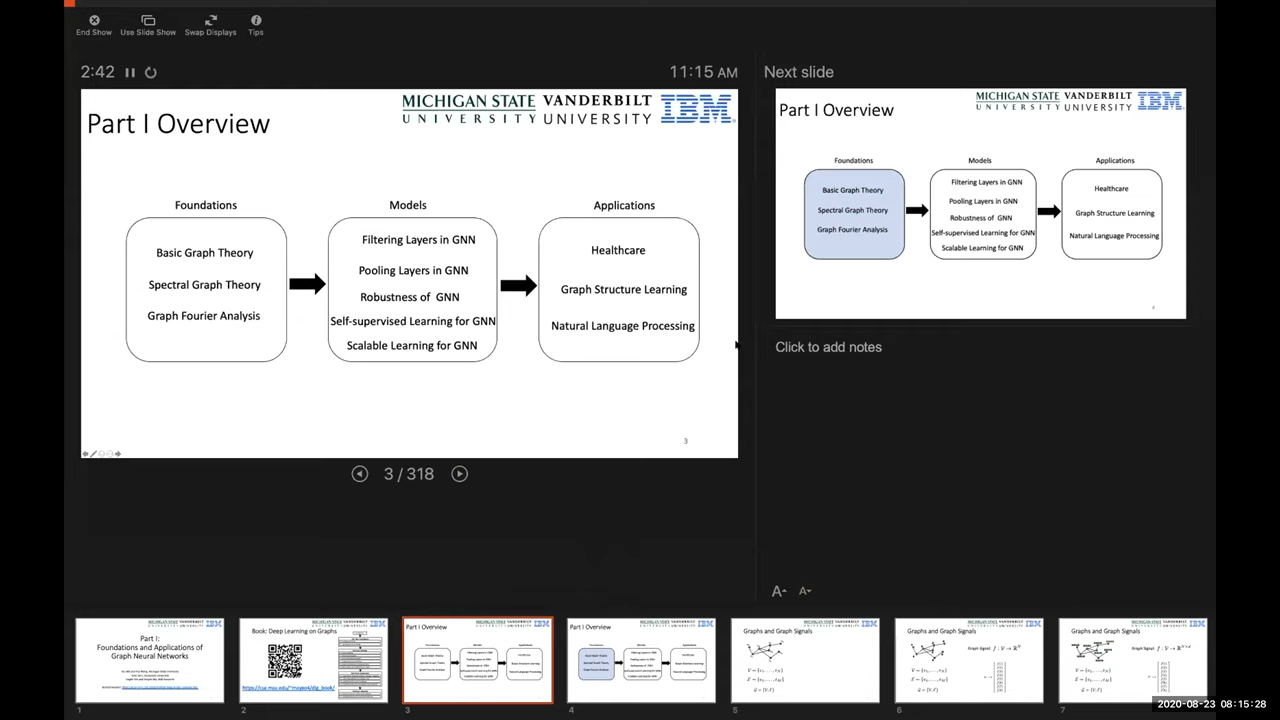 End Show
Use Slide Show
Swap Displays
Tips
2:42
11:15 AM
Next slide
MICHIGAN STATE VANDERBILT IBM
UNIVERSITY UNIVERSITY
Part I Overview
Foundations
Models
Applications
Basic Graph Theory
Spectral Graph Theory
Graph Fourier Analysis
Filtering Layers in GNN
Pooling Layers in GNN
Robustness of GNN
Self-supervised Learning for GNN
Scalable Learning for GNN
Healthcare
Graph Structure Learning
Natural Language Processing
3
3 / 318
MICHIGAN STATE VANDERBILT IBM
UNIVERSITY UNIVERSITY
Part I Overview
Foundations
Models
Applications
Basic Graph Theory
Spectral Graph Theory
Graph Fourier Analysis
Filtering Layers in GNN
Pooling Layers in GNN
Robustness of GNN
Self-supervised Learning for GNN
Scalable Learning for GNN
Healthcare
Graph Structure Learning
Natural Language Processing
4
Click to add notes
A
A
Part I:
Foundations and Applications
of Graph Neural Networks
1
Book: Deep Learning on Graphs
2
Part I Overview
3
Part I Overview
4
Graphs and Graph Signals
5
Graphs and Graph Signals
6
Graphs and Graph Signals
7
2020-08-23 08:15:28